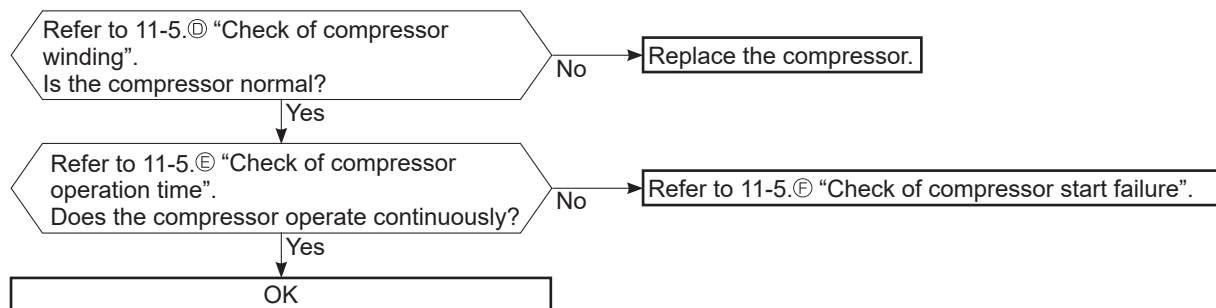 Refer to 11-5.Ⓓ “Check of compressor
winding”.
Is the compressor normal?
No
Replace the compressor.
Yes
Refer to 11-5.Ⓔ “Check of compressor
operation time”.
Does the compressor operate continuously?
No
Refer to 11-5.Ⓕ “Check of compressor start failure”.
Yes
OK